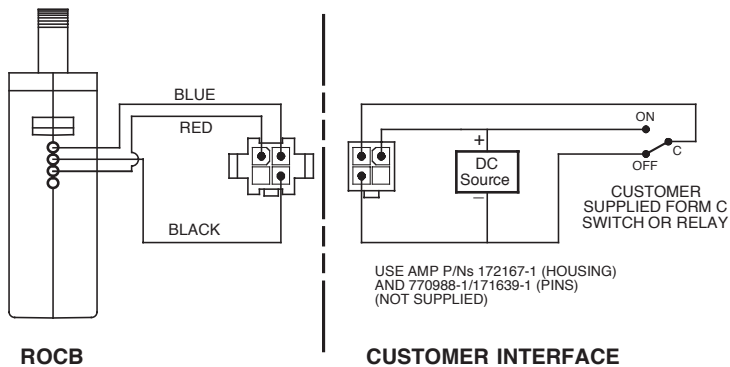 BLUE
RED
BLACK
ROCB
ON
C
OFF
+
DC
Source
–
CUSTOMER
SUPPLIED FORM C
SWITCH OR RELAY
USE AMP P/Ns 172167-1 (HOUSING)
AND 770988-1/171639-1 (PINS)
(NOT SUPPLIED)
CUSTOMER INTERFACE